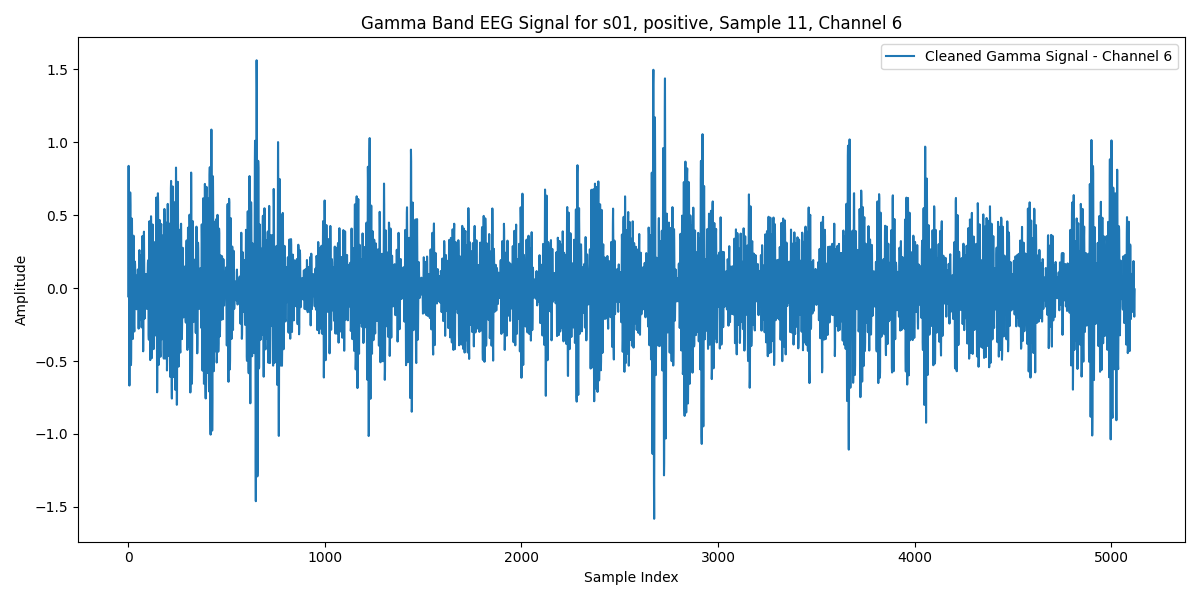 Gamma Band EEG Signal for s01, positive, Sample 11, Channel 6
Cleaned Gamma Signal - Channel 6
1.5
1.0
0.5
0.0
−0.5
−1.0
−1.5
Amplitude
0 1000 2000 3000 4000 5000
Sample Index